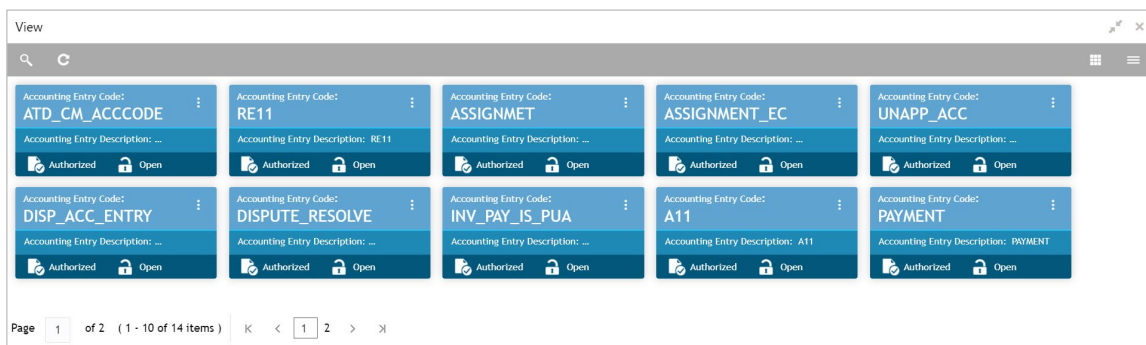 View
Accounting Entry Code: Accounting Entry Code: Accounting Entry Code: Accounting Entry Code: Accounting Entry Code:
ATD_CM_ACCCODE RE11 ASSIGNMET ASSIGNMENT_EC UNAPP_ACC
Accounting Entry Description: ... Accounting Entry Description: RE11 Accounting Entry Description: ... Accounting Entry Description: ... Accounting Entry Description: ...
Authorized Open Authorized Open Authorized Open Authorized Open Authorized Open
Accounting Entry Code: Accounting Entry Code: Accounting Entry Code: Accounting Entry Code: Accounting Entry Code:
DISP_ACC_ENTRY DISPUTE_RESOLVE INV_PAY_IS_PUA A11 PAYMENT
Accounting Entry Description: ... Accounting Entry Description: ... Accounting Entry Description: ... Accounting Entry Description: A11 Accounting Entry Description: PAYMENT
Authorized Open Authorized Open Authorized Open Authorized Open Authorized Open
Page 1 of 2 ( 1 - 10 of 14 items ) 1 2